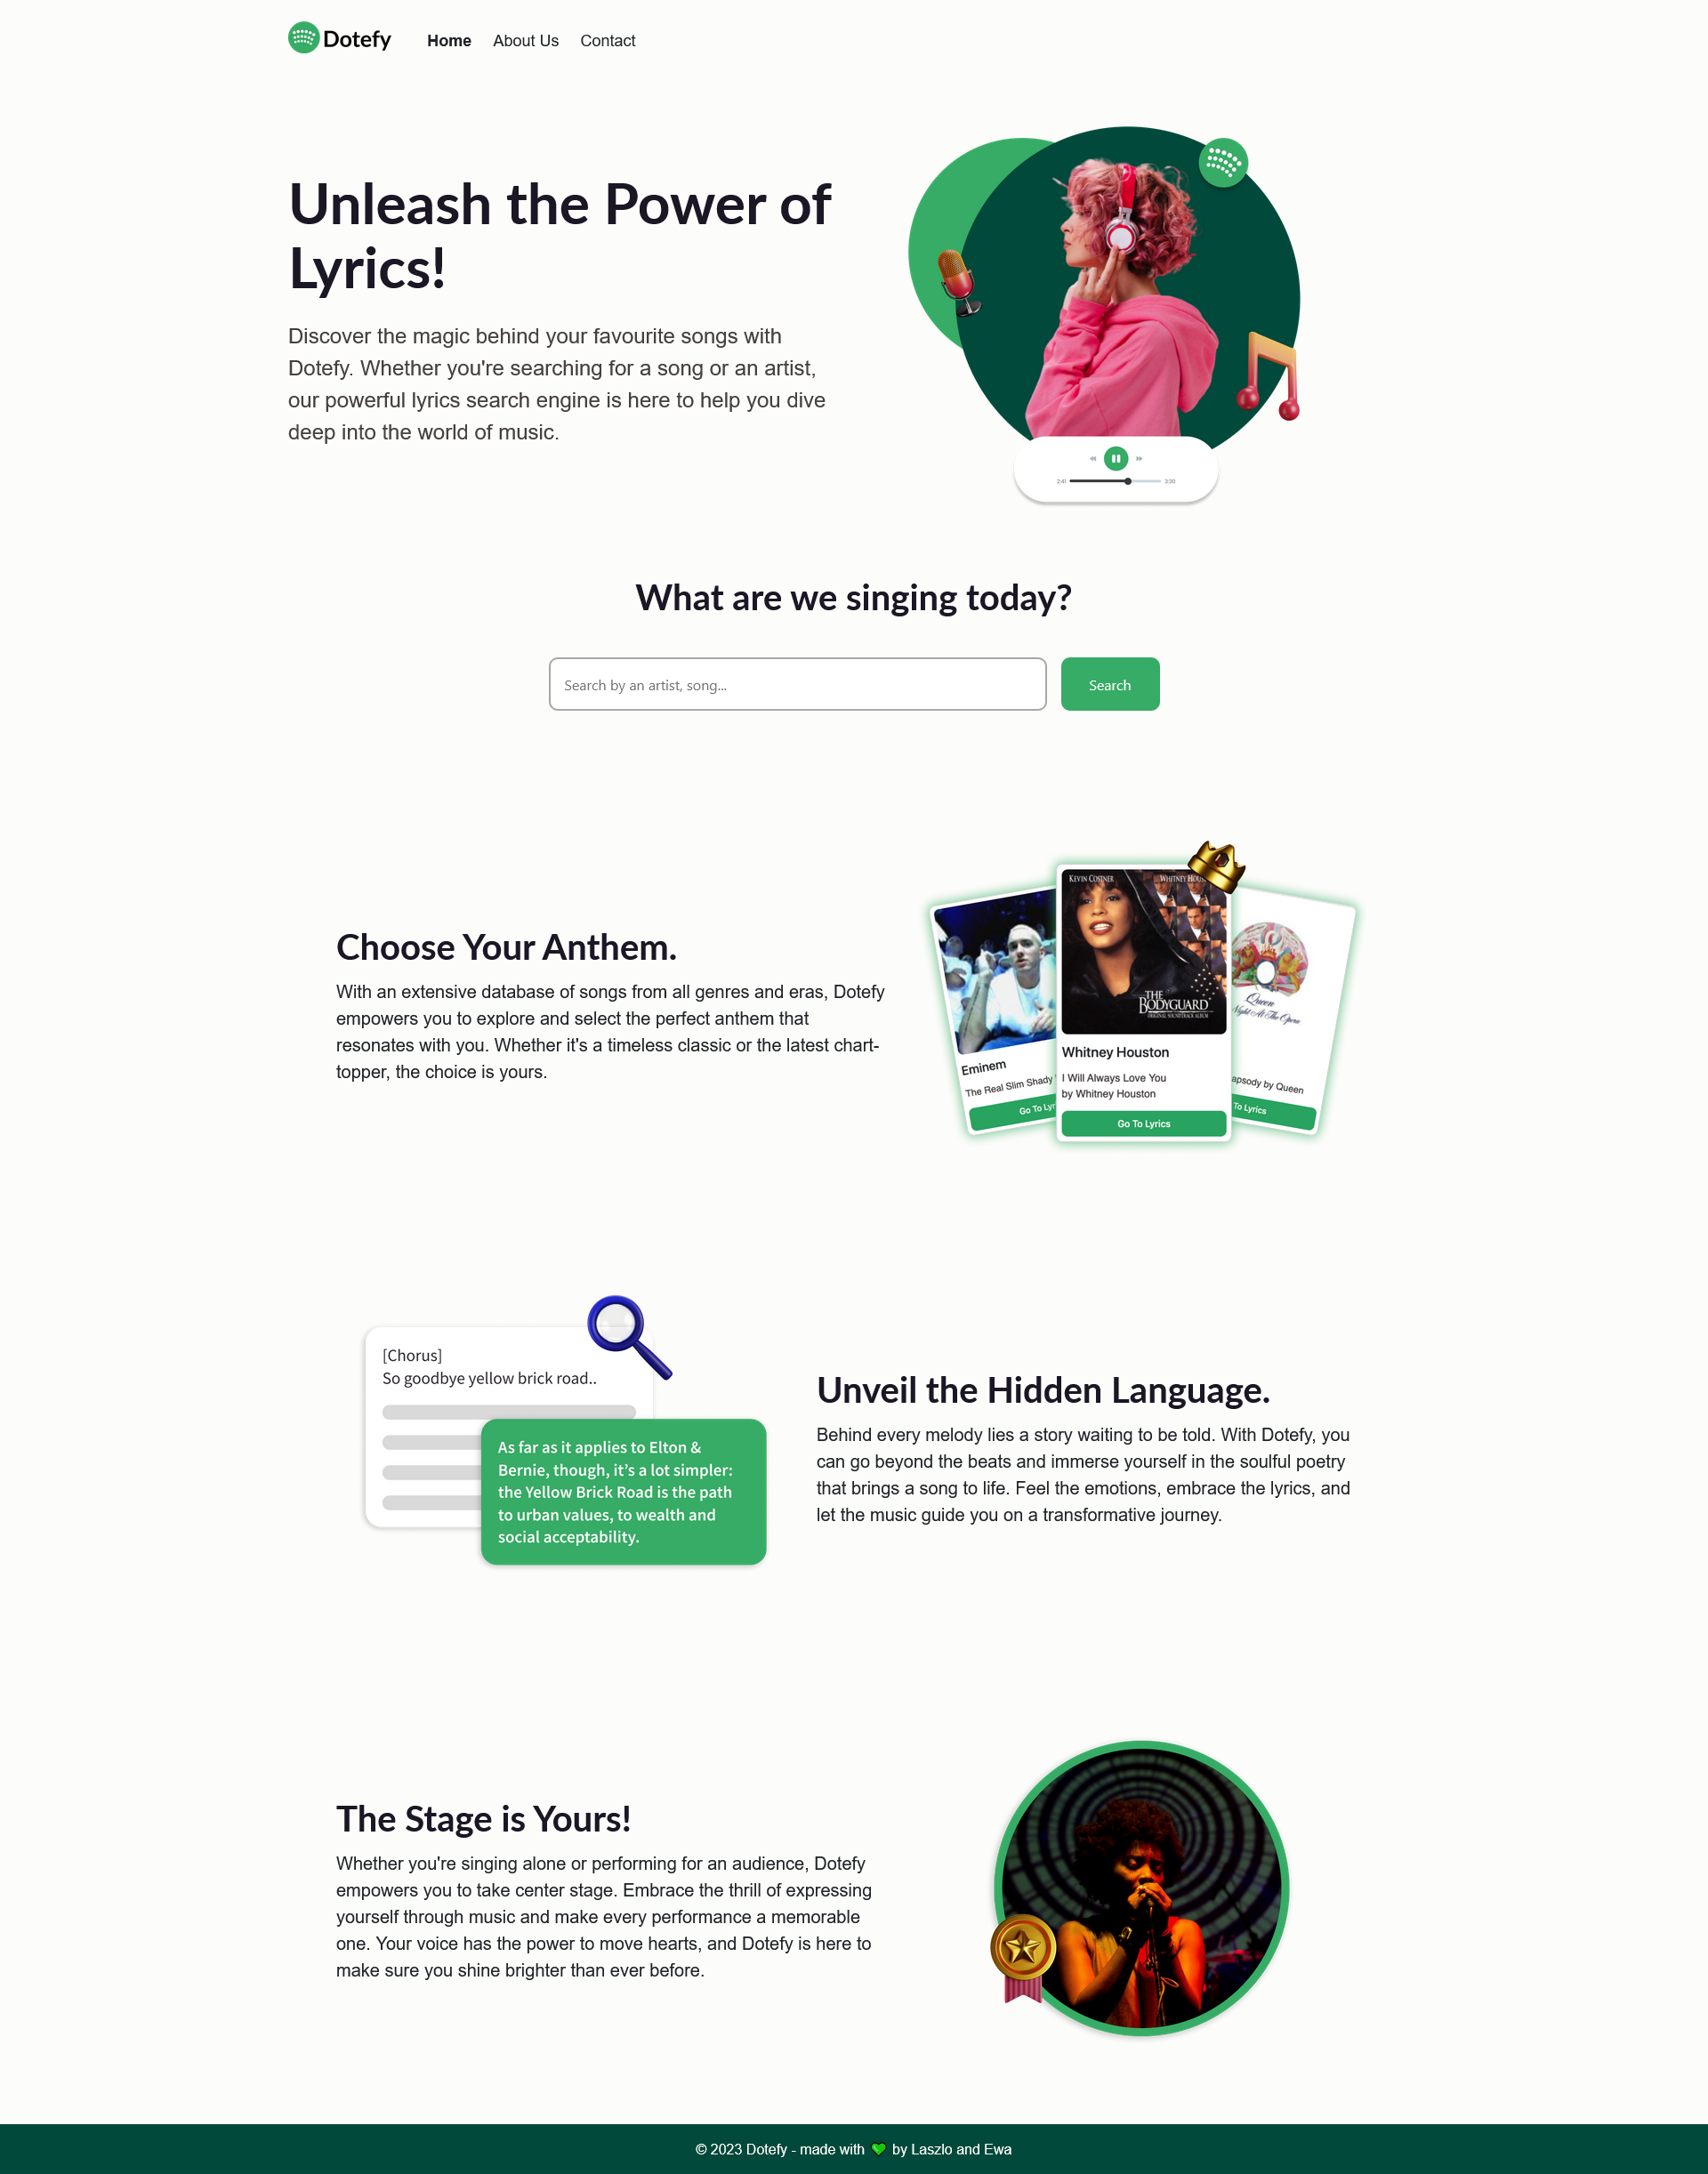 Dotefy
Home
About Us
Contact
Unleash the Power of
Lyrics!
Discover the magic behind your favourite songs with
Dotefy. Whether you're searching for a song or an artist,
our powerful lyrics search engine is here to help you dive
deep into the world of music.
2:41
3:30
What are we singing today?
Search by an artist, song...
Search
Choose Your Anthem.
With an extensive database of songs from all genres and eras, Dotefy
empowers you to explore and select the perfect anthem that
resonates with you. Whether it's a timeless classic or the latest chart-
topper, the choice is yours.
Eminem
The Real Slim Shady
Go To Lyr
KEVIN COSTNER
WHITNEY HOU
THE
BODYGUARD
ORIGINAL SOUNDTRACK ALBUM
Whitney Houston
I Will Always Love You
by Whitney Houston
Go To Lyrics
Queen
Night At The Opera
apsody by Queen
To Lyrics
[Chorus]
So goodbye yellow brick road..
As far as it applies to Elton &
Bernie, though, it’s a lot simpler:
the Yellow Brick Road is the path
to urban values, to wealth and
social acceptability.
Unveil the Hidden Language.
Behind every melody lies a story waiting to be told. With Dotefy, you
can go beyond the beats and immerse yourself in the soulful poetry
that brings a song to life. Feel the emotions, embrace the lyrics, and
let the music guide you on a transformative journey.
The Stage is Yours!
Whether you're singing alone or performing for an audience, Dotefy
empowers you to take center stage. Embrace the thrill of expressing
yourself through music and make every performance a memorable
one. Your voice has the power to move hearts, and Dotefy is here to
make sure you shine brighter than ever before.
© 2023 Dotefy - made with 💚 by Laszlo and Ewa